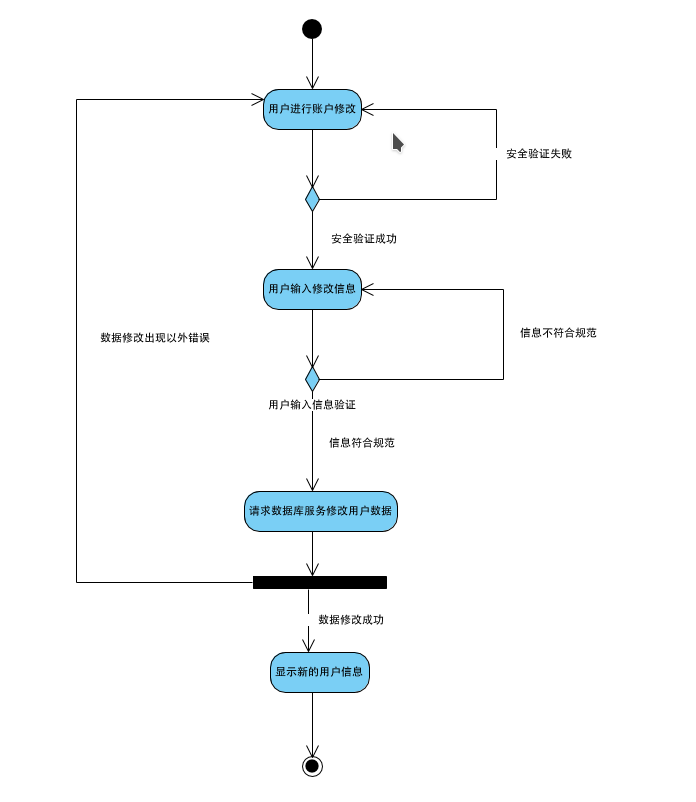 用户进行账户修改
安全验证失败
安全验证成功
用户输入修改信息
信息不符合规范
数据修改出现以外错误
用户输入信息验证
信息符合规范
请求数据库服务修改用户数据
数据修改成功
显示新的用户信息